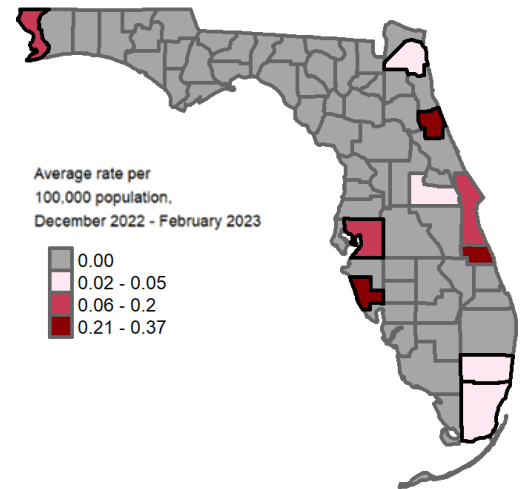 Average rate per
100,000 population,
December 2022 - February 2023
0.00
0.02 - 0.05
0.06 - 0.2
0.21 - 0.37